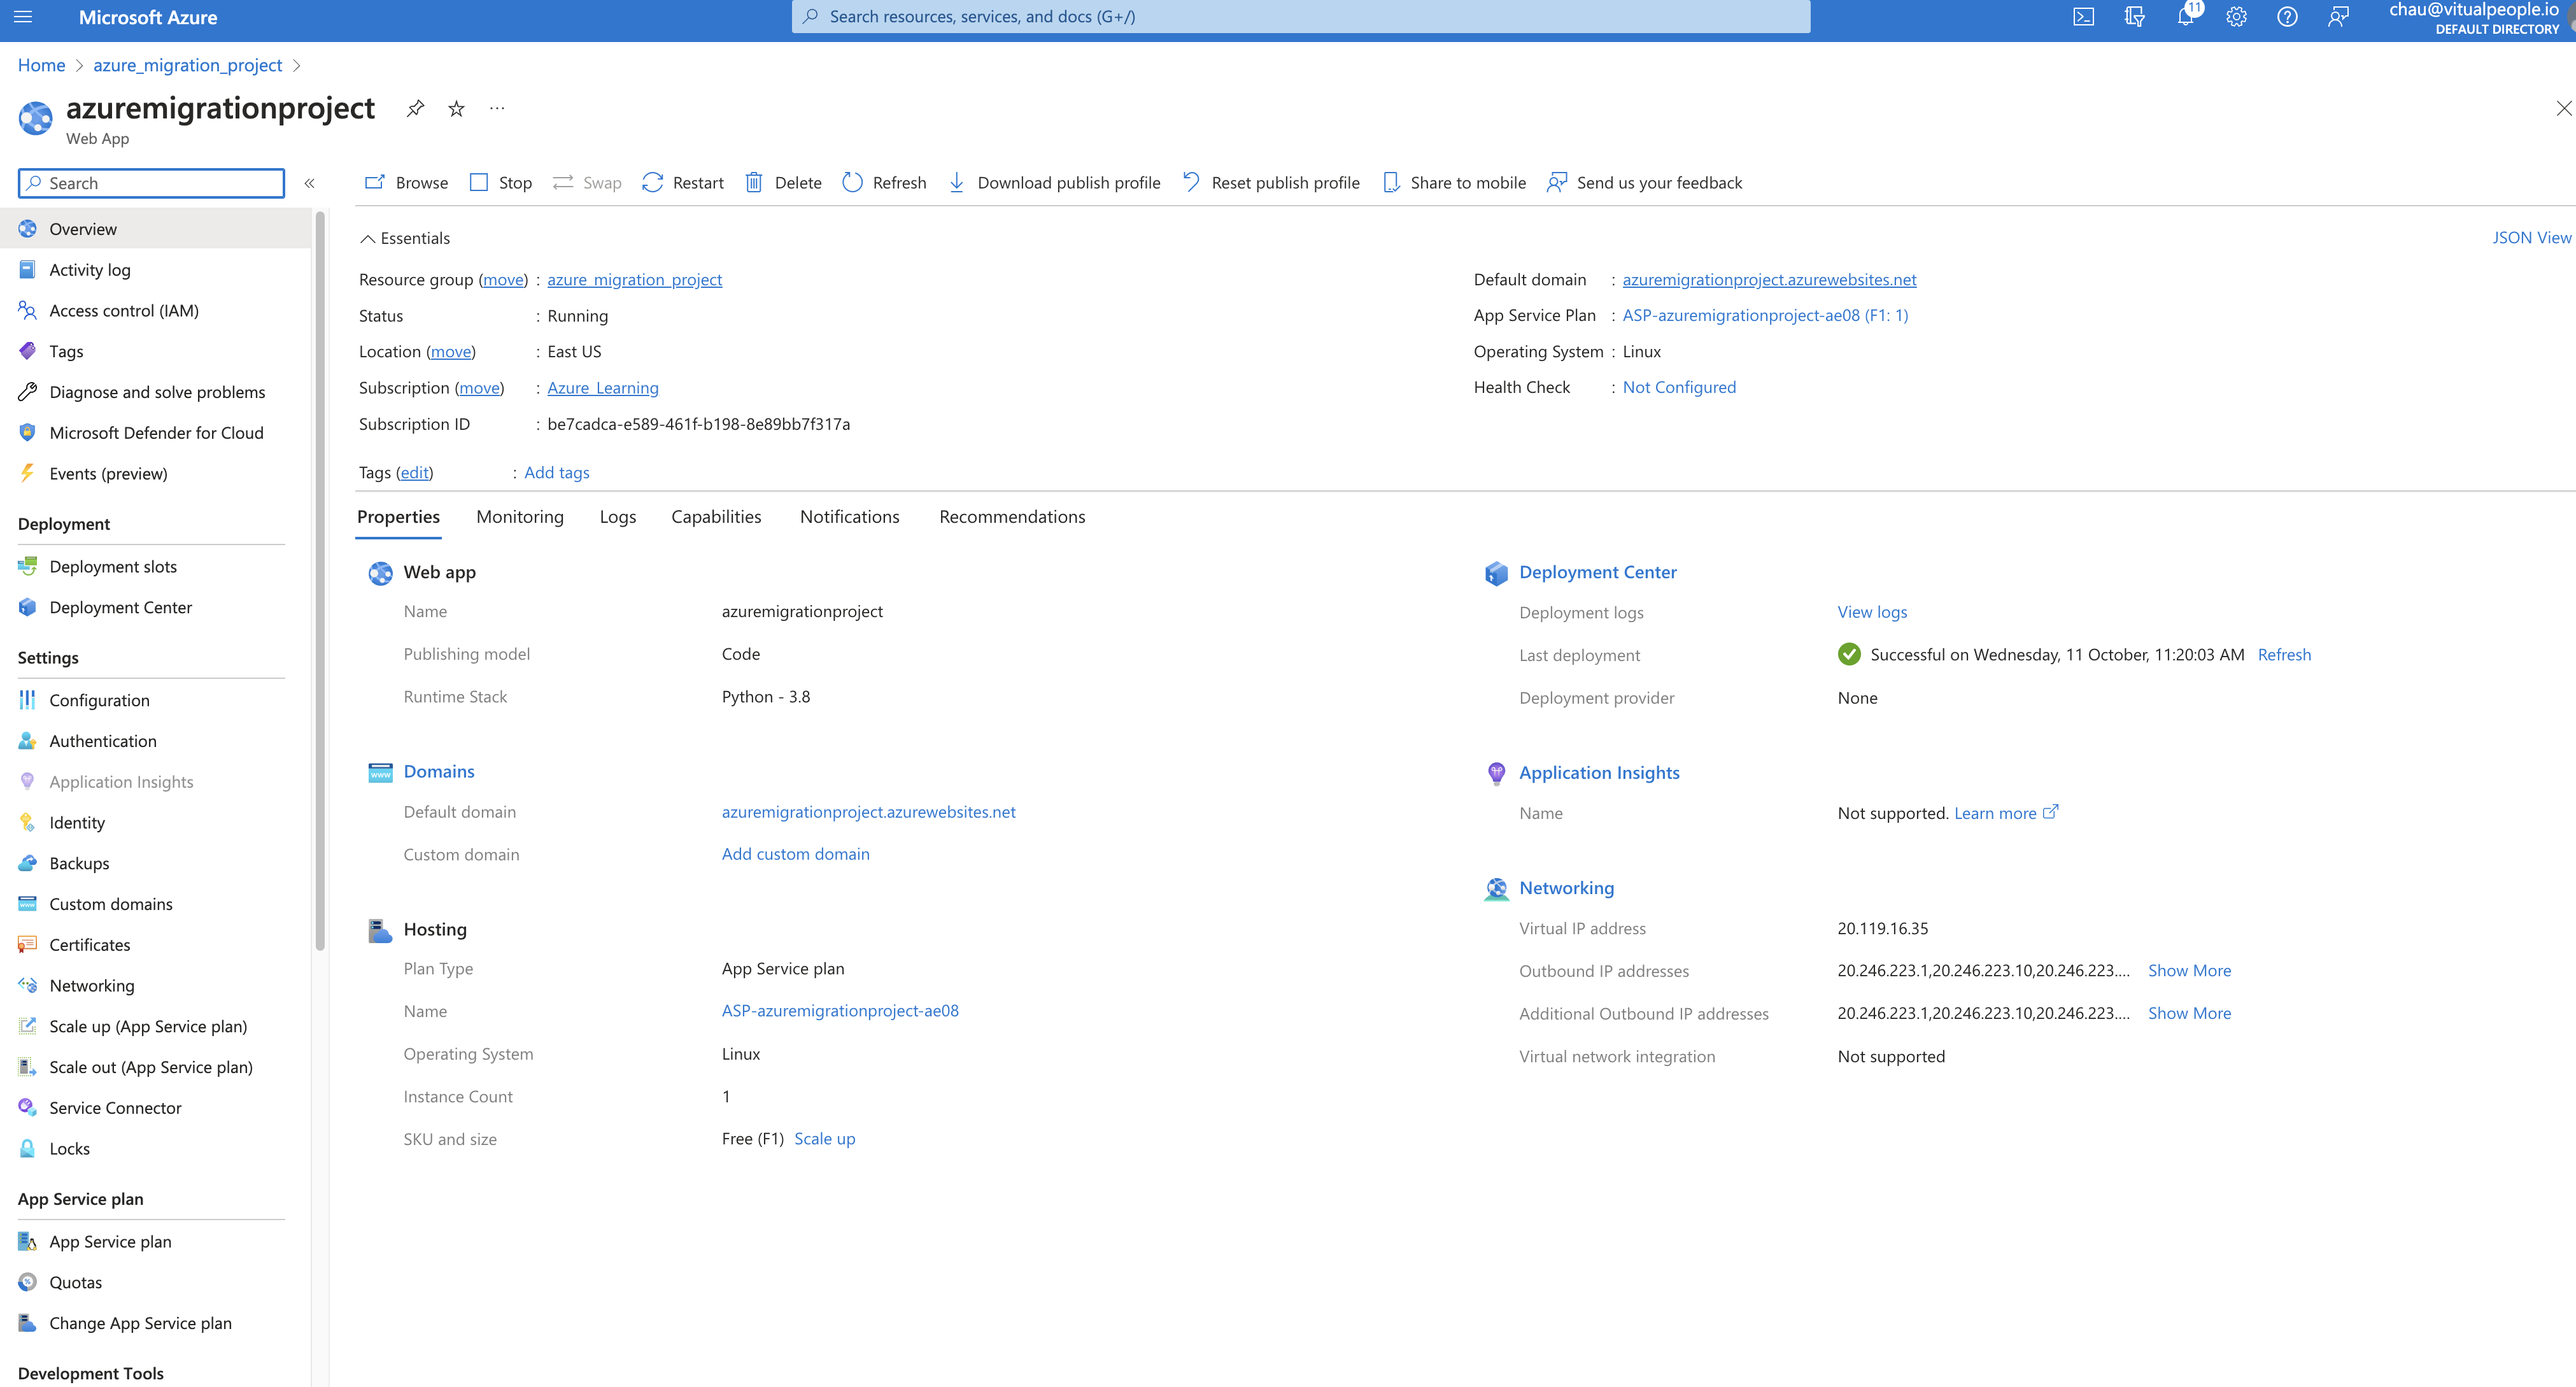 Microsoft Azure
Search resources, services, and docs (G+/)
11
chau@vitualpeople.io
DEFAULT DIRECTORY
Home > azure_migration_project >
azuremigrationproject
Web App
Search
«
Browse Stop Swap Restart Delete Refresh Download publish profile Reset publish profile Share to mobile Send us your feedback
Overview
Activity log
Access control (IAM)
Tags
Diagnose and solve problems
Microsoft Defender for Cloud
Events (preview)
Deployment
Deployment slots
Deployment Center
Settings
Configuration
Authentication
Application Insights
Identity
Backups
Custom domains
Certificates
Networking
Scale up (App Service plan)
Scale out (App Service plan)
Service Connector
Locks
App Service plan
App Service plan
Quotas
Change App Service plan
Development Tools
Essentials
JSON View
Resource group (move) : azure_migration_project
Status : Running
Location (move) : East US
Subscription (move) : Azure_Learning
Subscription ID : be7cadca-e589-461f-b198-8e89bb7f317a
Tags (edit) : Add tags
Default domain : azuremigrationproject.azurewebsites.net
App Service Plan : ASP-azuremigrationproject-ae08 (F1: 1)
Operating System : Linux
Health Check : Not Configured
Properties Monitoring Logs Capabilities Notifications Recommendations
Web app
Name azuremigrationproject
Publishing model Code
Runtime Stack Python - 3.8
Domains
Default domain azuremigrationproject.azurewebsites.net
Custom domain Add custom domain
Hosting
Plan Type App Service plan
Name ASP-azuremigrationproject-ae08
Operating System Linux
Instance Count 1
SKU and size Free (F1) Scale up
Deployment Center
Deployment logs View logs
Last deployment Successful on Wednesday, 11 October, 11:20:03 AM Refresh
Deployment provider None
Application Insights
Name Not supported. Learn more
Networking
Virtual IP address 20.119.16.35
Outbound IP addresses 20.246.223.1,20.246.223.10,20.246.223.... Show More
Additional Outbound IP addresses 20.246.223.1,20.246.223.10,20.246.223.... Show More
Virtual network integration Not supported